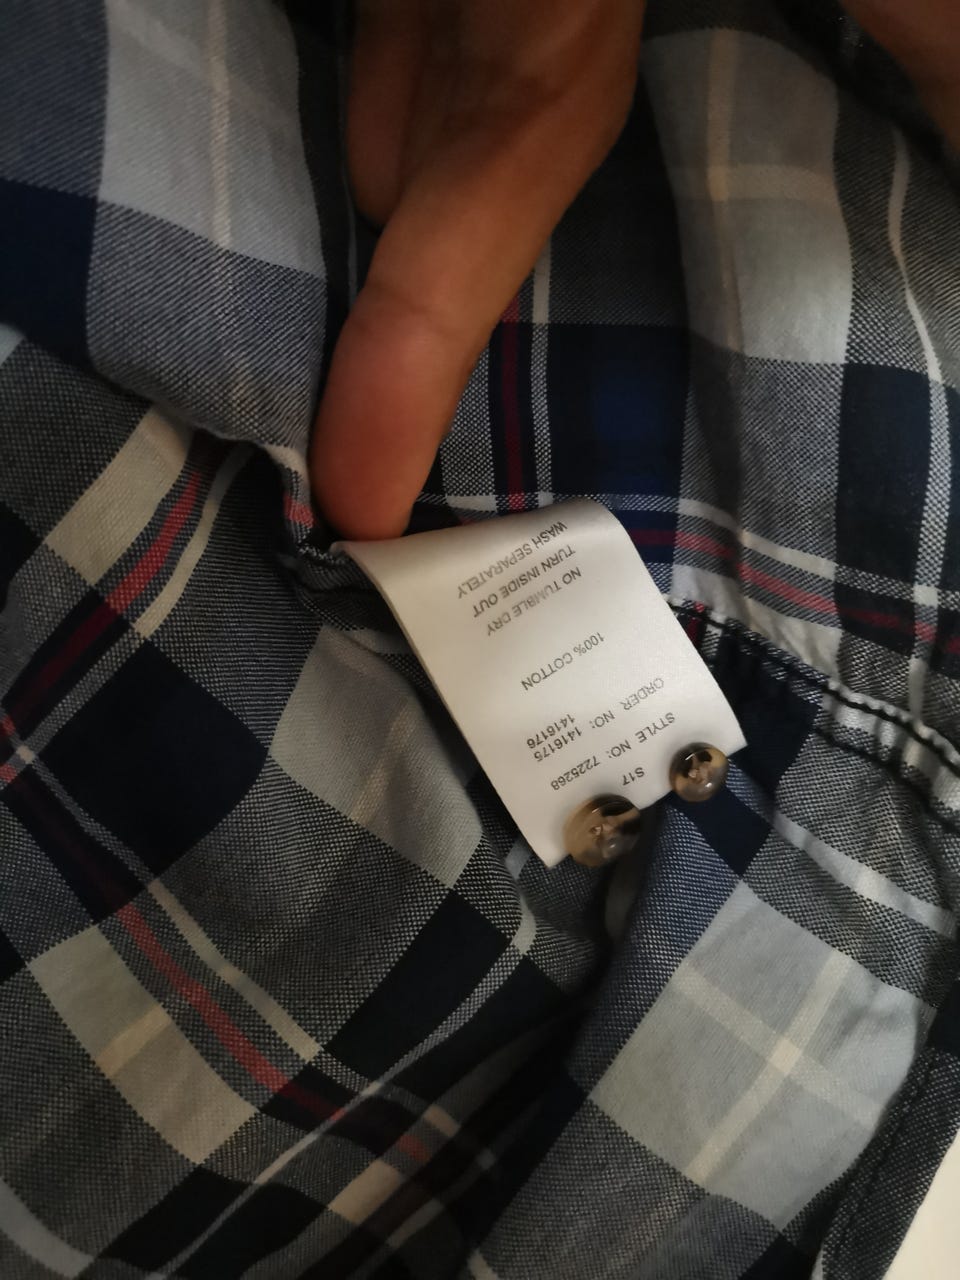 S17
STYLE NO: 7225268
ORDER NO: 1416175
1416176
100% COTTON
NO TUMBLE DRY
TURN INSIDE OUT
WASH SEPARATELY